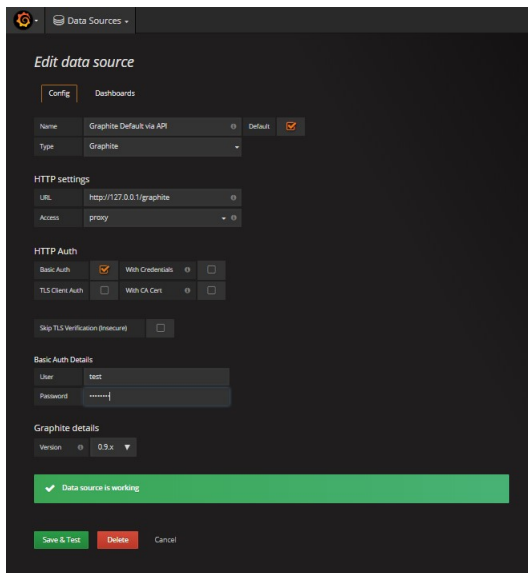 Data Sources
Edit data source
Config Dashboards
Name Graphite Default via API Default
Type Graphite
HTTP settings
URL http://127.0.0.1/graphite
Access proxy
HTTP Auth
Basic Auth With Credentials
TLS Client Auth With CA Cert
Skip TLS Verification (Insecure)
Basic Auth Details
User test
Password ••••••••
Graphite details
Version 0.9.x
Data source is working
Save & Test Delete Cancel